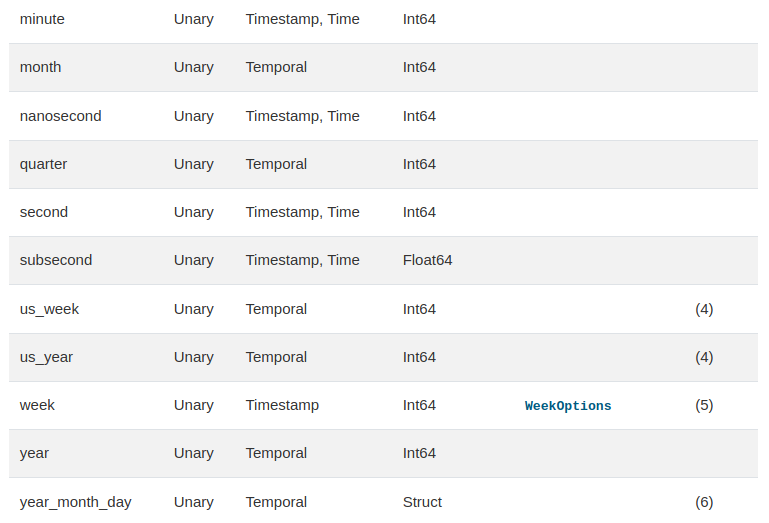 minute Unary Timestamp, Time Int64
month Unary Temporal Int64
nanosecond Unary Timestamp, Time Int64
quarter Unary Temporal Int64
second Unary Timestamp, Time Int64
subsecond Unary Timestamp, Time Float64
us_week Unary Temporal Int64 (4)
us_year Unary Temporal Int64 (4)
week Unary Timestamp Int64 WeekOptions (5)
year Unary Temporal Int64
year_month_day Unary Temporal Struct (6)